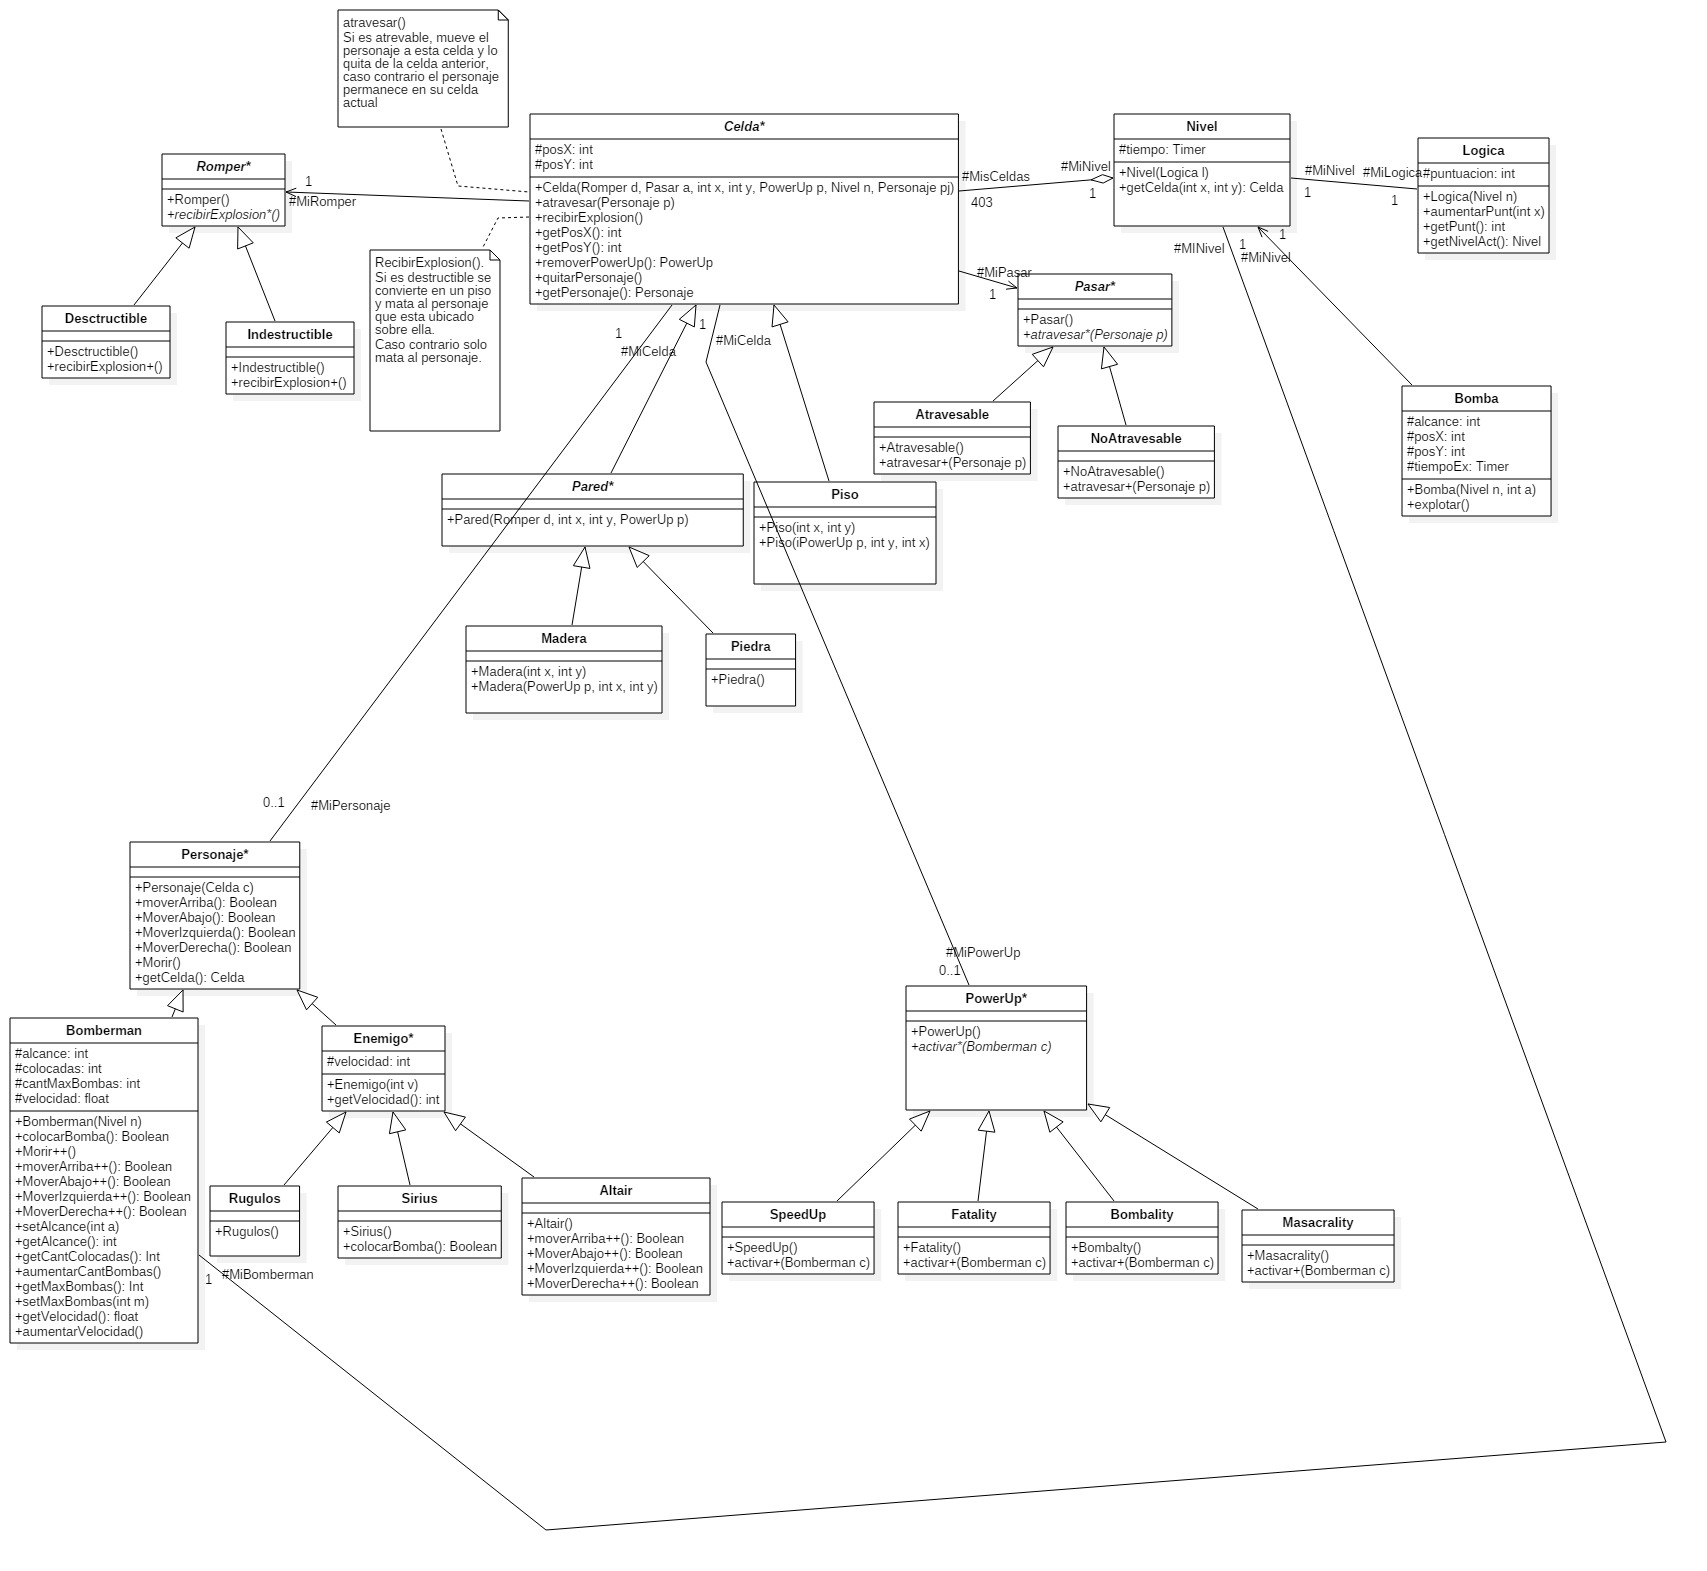 atravesar()
Si es atrevable, mueve el
personaje a esta celda y lo
quita de la celda anterior,
caso contrario el personaje
permanece en su celda
actual
Celda*
#posX: int
#posY: int
+Celda(Romper d, Pasar a, int x, int y, PowerUp p, Nivel n, Personaje pj)
+atravesar(Personaje p)
+recibirExplosion()
+getPosX(): int
+getPosY(): int
+removerPowerUp(): PowerUp
+quitarPersonaje()
+getPersonaje(): Personaje
Nivel
#tiempo: Timer
+Nivel(Logica l)
+getCelda(int x, int y): Celda
Logica
#puntuacion: int
+Logica(Nivel n)
+aumentarPunt(int x)
+getPunt(): int
+getNivelAct(): Nivel
Romper*
+Romper()
+recibirExplosion*()
1
#MiRomper
#MisCeldas
403
#MiNivel
1
#MiNivel
1
#MiLogica
1
#MINivel
1
#MiNivel
1
RecibirExplosion().
Si es destructible se
convierte en un piso
y mata al personaje
que esta ubicado
sobre ella.
Caso contrario solo
mata al personaje.
#MiPasar
1
Pasar*
+Pasar()
+atravesar*(Personaje p)
Desctructible
+Desctructible()
+recibirExplosion+()
Indestructible
+Indestructible()
+recibirExplosion+()
1
#MiCelda
1
#MiCelda
Atravesable
+Atravesable()
+atravesar+(Personaje p)
NoAtravesable
+NoAtravesable()
+atravesar+(Personaje p)
Bomba
#alcance: int
#posX: int
#posY: int
#tiempoEx: Timer
+Bomba(Nivel n, int a)
+explotar()
Pared*
+Pared(Romper d, int x, int y, PowerUp p)
Piso
+Piso(int x, int y)
+Piso(iPowerUp p, int y, int x)
Madera
+Madera(int x, int y)
+Madera(PowerUp p, int x, int y)
Piedra
+Piedra()
0..1
#MiPersonaje
Personaje*
+Personaje(Celda c)
+moverArriba(): Boolean
+MoverAbajo(): Boolean
+MoverIzquierda(): Boolean
+MoverDerecha(): Boolean
+Morir()
+getCelda(): Celda
#MiPowerUp
0..1
PowerUp*
+PowerUp()
+activar*(Bomberman c)
Bomberman
#alcance: int
#colocadas: int
#cantMaxBombas: int
#velocidad: float
+Bomberman(Nivel n)
+colocarBomba(): Boolean
+Morir++()
+moverArriba++(): Boolean
+MoverAbajo++(): Boolean
+MoverIzquierda++(): Boolean
+MoverDerecha++(): Boolean
+setAlcance(int a)
+getAlcance(): int
+getCantColocadas(): Int
+aumentarCantBombas()
+getMaxBombas(): Int
+setMaxBombas(int m)
+getVelocidad(): float
+aumentarVelocidad()
Enemigo*
#velocidad: int
+Enemigo(int v)
+getVelocidad(): int
Rugulos
+Rugulos()
Sirius
+Sirius()
+colocarBomba(): Boolean
Altair
+Altair()
+moverArriba++(): Boolean
+MoverAbajo++(): Boolean
+MoverIzquierda++(): Boolean
+MoverDerecha++(): Boolean
SpeedUp
+SpeedUp()
+activar+(Bomberman c)
Fatality
+Fatality()
+activar+(Bomberman c)
Bombality
+Bombalty()
+activar+(Bomberman c)
Masacrality
+Masacrality()
+activar+(Bomberman c)
1
#MiBomberman